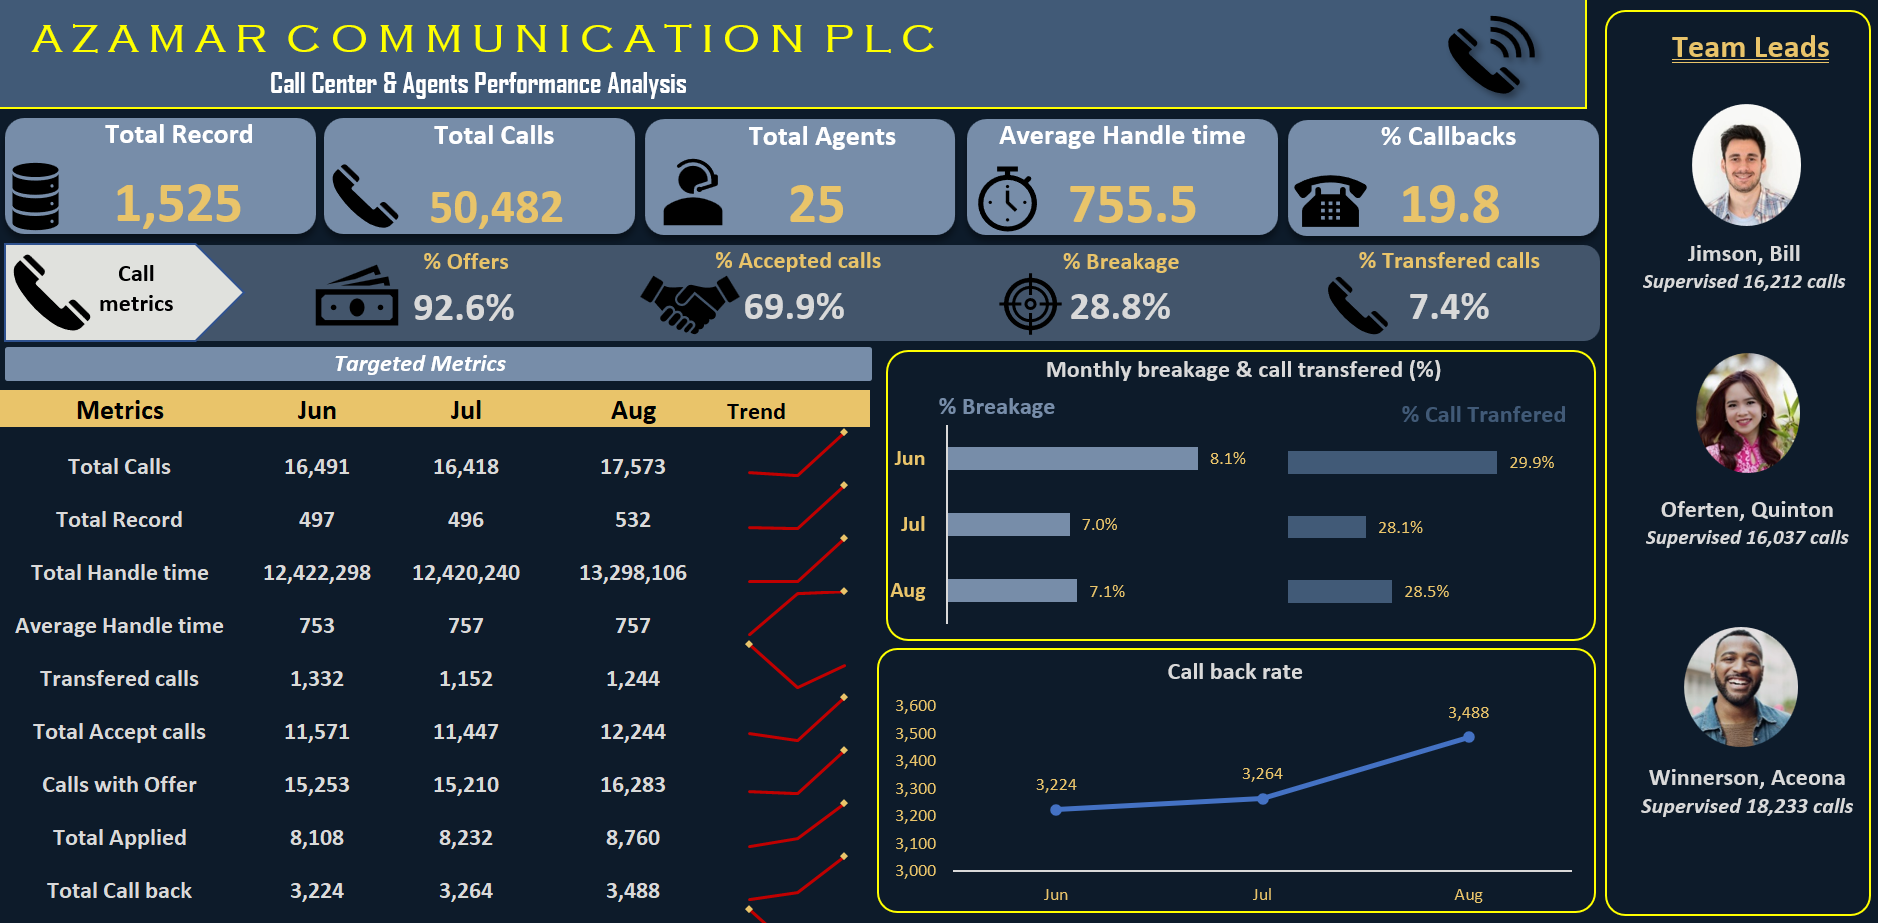 AZAMAR COMMUNICATION PLC
Call Center & Agents Performance Analysis
Total Record
1,525
Total Calls
50,482
Total Agents
25
Average Handle time
755.5
% Callbacks
19.8
Call
metrics
% Offers
92.6%
% Accepted calls
69.9%
% Breakage
28.8%
% Transfered calls
7.4%
Targeted Metrics
Metrics Jun Jul Aug Trend
Total Calls 16,491 16,418 17,573
Total Record 497 496 532
Total Handle time 12,422,298 12,420,240 13,298,106
Average Handle time 753 757 757
Transfered calls 1,332 1,152 1,244
Total Accept calls 11,571 11,447 12,244
Calls with Offer 15,253 15,210 16,283
Total Applied 8,108 8,232 8,760
Total Call back 3,224 3,264 3,488
Monthly breakage & call transfered (%)
% Breakage
% Call Tranfered
Jun 8.1% 29.9%
Jul 7.0% 28.1%
Aug 7.1% 28.5%
Call back rate
3,600
3,500
3,400
3,300
3,200
3,100
3,000
3,224
3,264
3,488
Jun Jul Aug
Team Leads
Jimson, Bill
Supervised 16,212 calls
Oferten, Quinton
Supervised 16,037 calls
Winnerson, Aceona
Supervised 18,233 calls